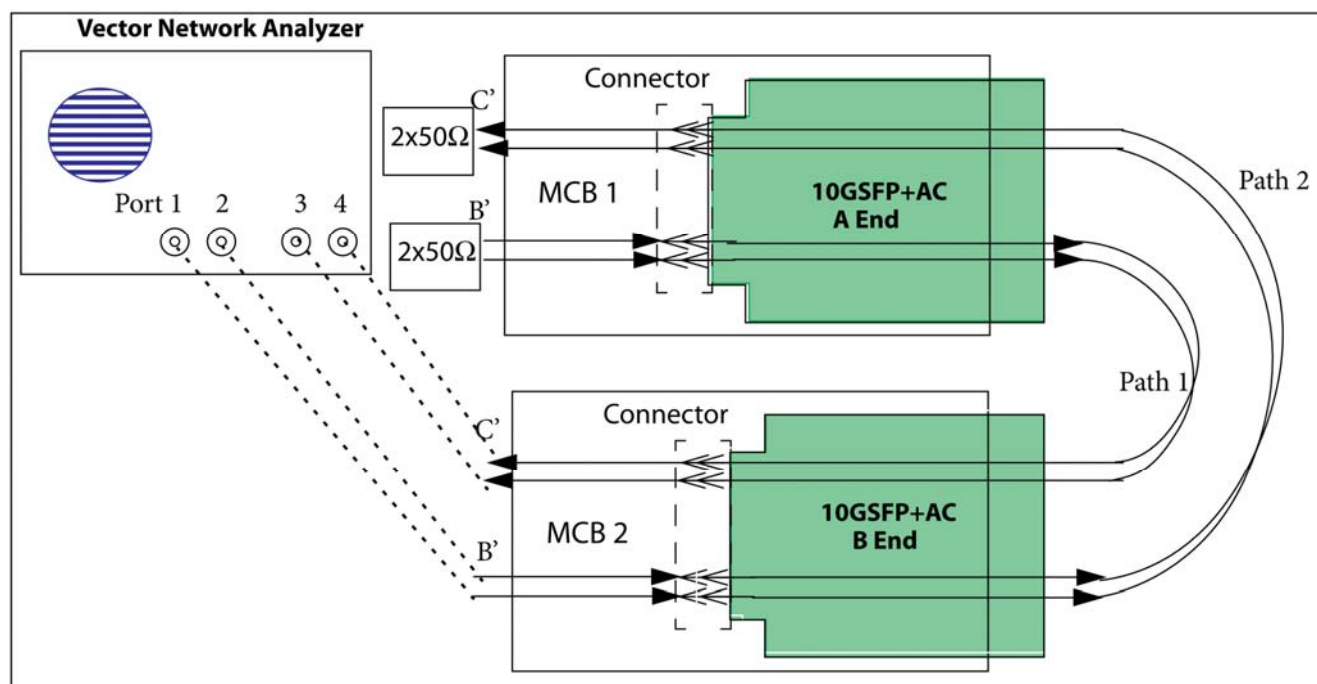 Vector Network Analyzer
Port 1 2 3 4
C'
2x50Ω
B'
2x50Ω
Connector
MCB 1
10GSFP+AC
A End
Path 2
Path 1
Connector
C'
MCB 2
B'
10GSFP+AC
B End